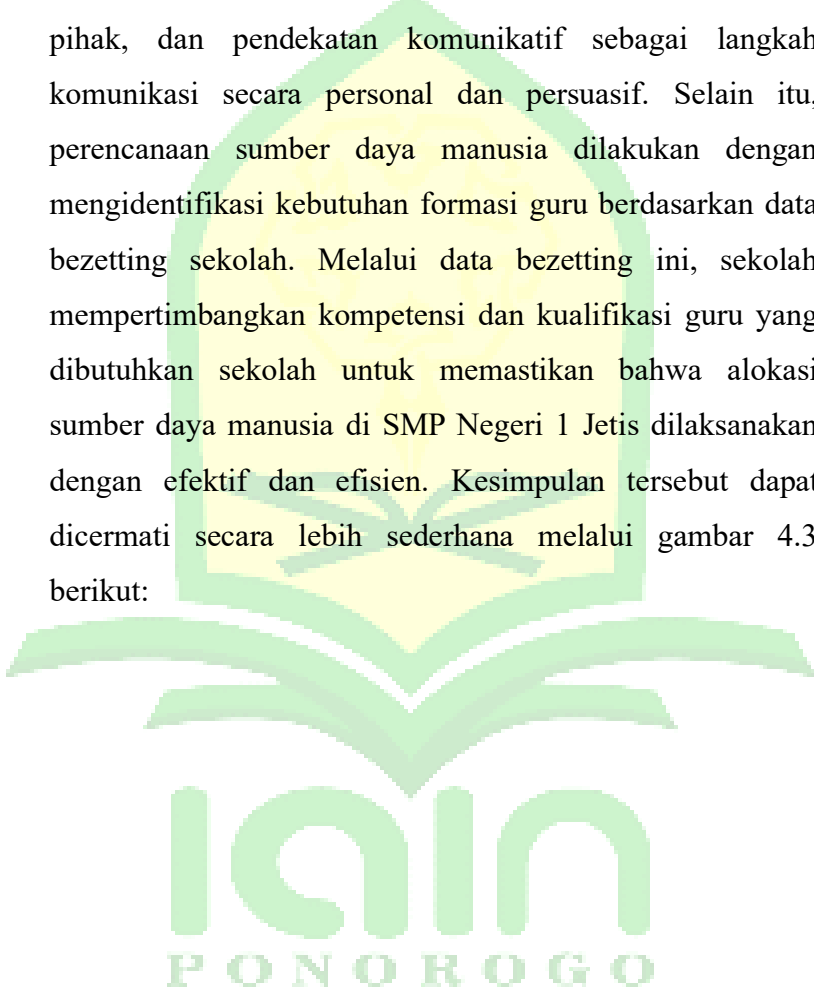 pihak, dan pendekatan komunikatif sebagai langkah
komunikasi secara personal dan persuasif. Selain itu,
perencanaan sumber daya manusia dilakukan dengan
mengidentifikasi kebutuhan formasi guru berdasarkan data
bezetting sekolah. Melalui data bezetting ini, sekolah
mempertimbangkan kompetensi dan kualifikasi guru yang
dibutuhkan sekolah untuk memastikan bahwa alokasi
sumber daya manusia di SMP Negeri 1 Jetis dilaksanakan
dengan efektif dan efisien. Kesimpulan tersebut dapat
dicermati secara lebih sederhana melalui gambar 4.3
berikut:
iain
PONOROGO